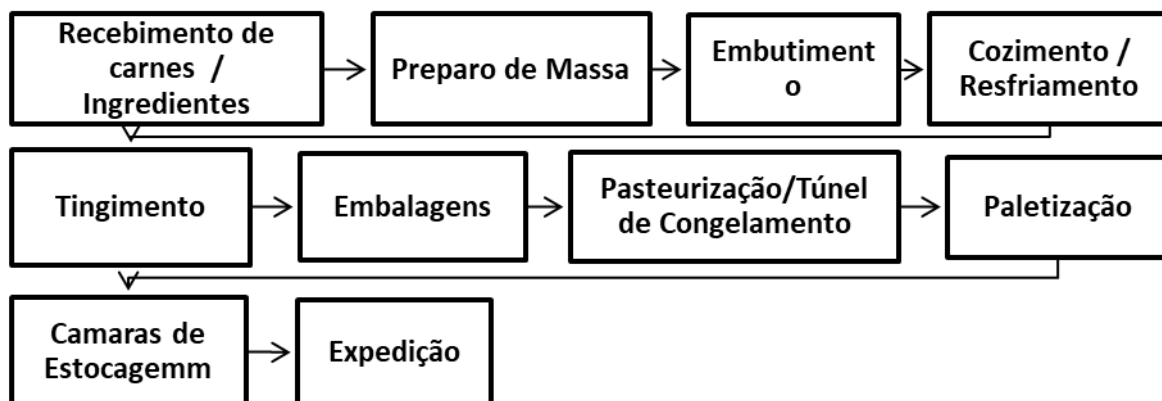 Recebimento de
carnes /
Ingredientes
Preparo de Massa
Embutiment
o
Cozimento /
Resfriamento
Tingimento
Embalagens
Pasteurização/Túnel
de Congelamento
Paletização
Camaras de
Estocagemm
Expedição